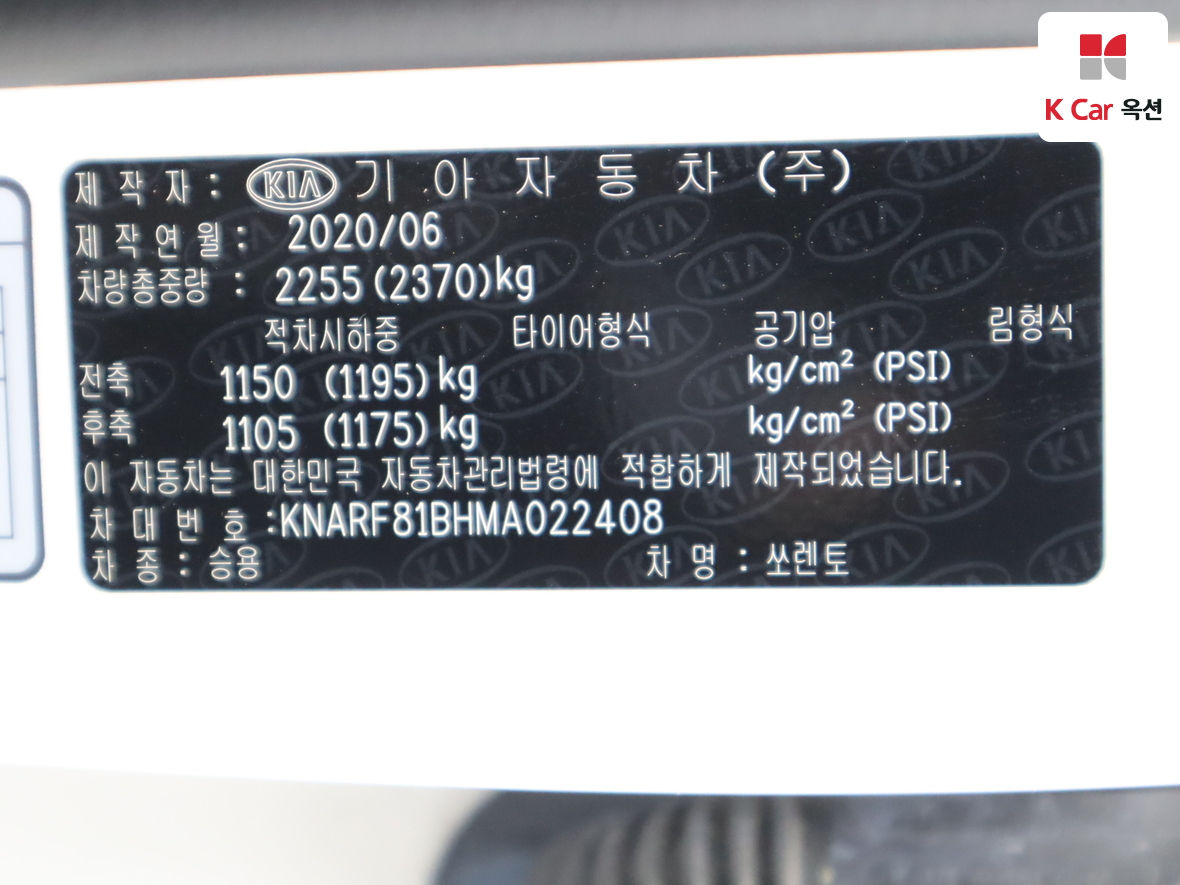 K Car 옥션
제 작 자 : KIA 기 아 자 동 차 (주)
제 작 연 월 : 2020/06
차량총중량 : 2255 (2370)kg
적차시하중 타이어형식 공기압 림형식
전축 1150 (1195) kg kg/cm² (PSI)
후축 1105 (1175) kg kg/cm² (PSI)
이 자동차는 대한민국 자동차관리법령에 적합하게 제작되었습니다.
차 대 번 호 :KNARF81BHMA022408
차 종 : 승용 차 명 : 쏘렌토